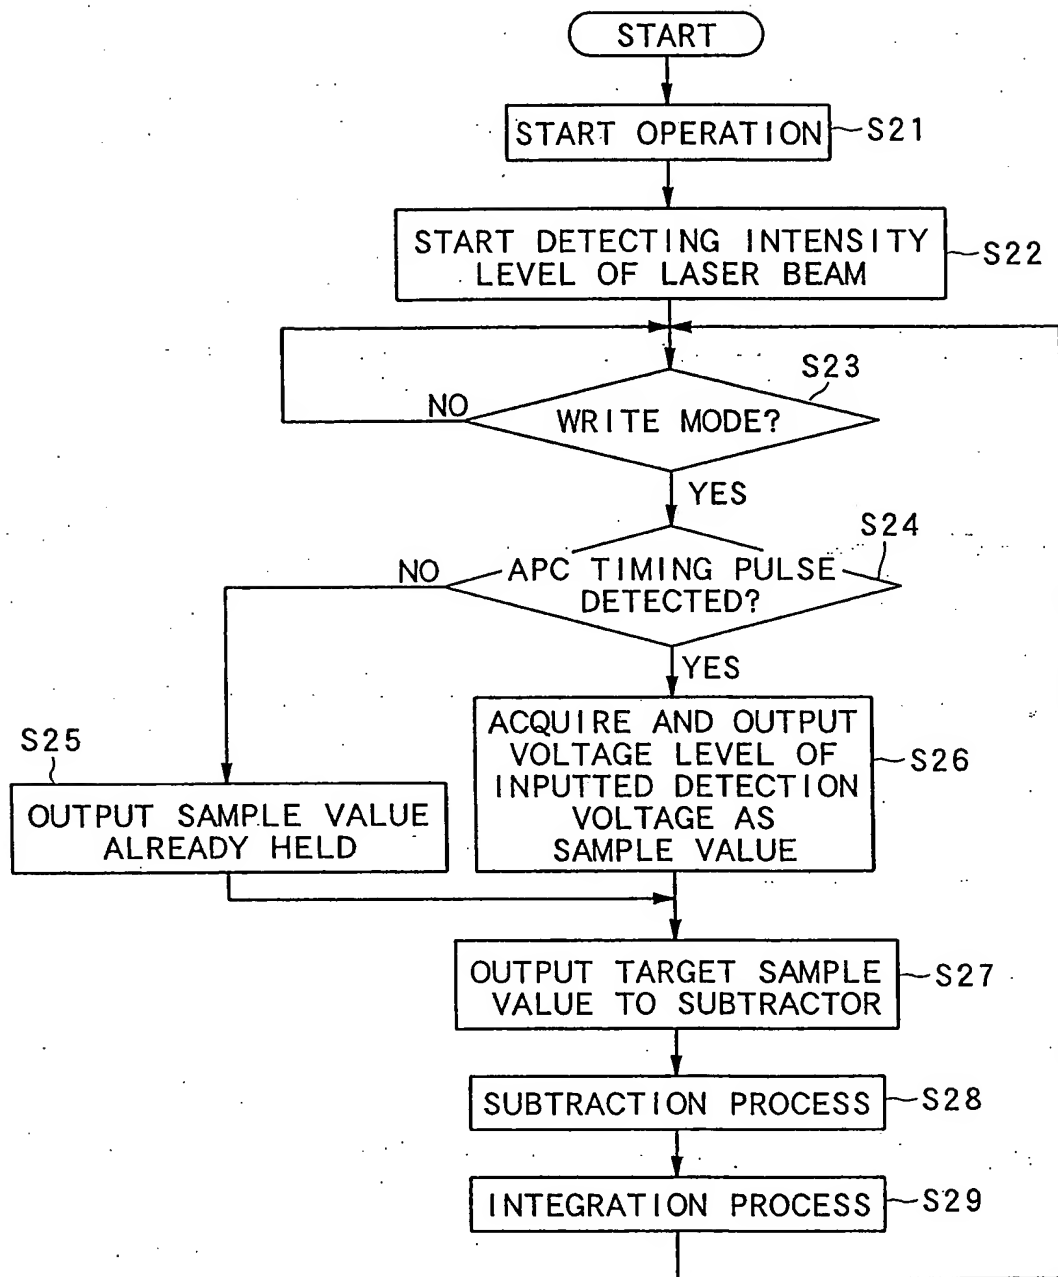 START
START OPERATION
S21
START DETECTING INTENSITY
LEVEL OF LASER BEAM
S22
S23
NO
WRITE MODE?
YES
S24
NO
APC TIMING PULSE
DETECTED?
YES
S25
OUTPUT SAMPLE VALUE
ALREADY HELD
ACQUIRE AND OUTPUT
VOLTAGE LEVEL OF
INPUTTED DETECTION
VOLTAGE AS
SAMPLE VALUE
S26
OUTPUT TARGET SAMPLE
VALUE TO SUBTRACTOR
S27
SUBTRACTION PROCESS
S28
INTEGRATION PROCESS
S29